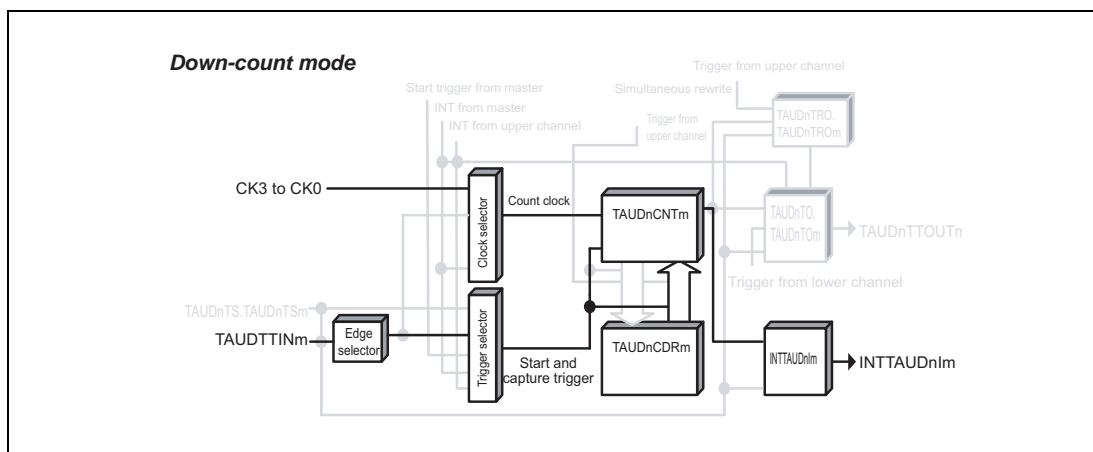 Down-count mode
Trigger from upper channel
Start trigger from master
Simultaneous rewrite
INT from master
INT from upper channel
Trigger from
upper channel
TAUDnTRO.
TAUDnTROm
CK3 to CK0
Clock selector
Count clock
TAUDnCNTm
TAUDnTO.
TAUDnTOm
TAUDnTTOUTm
Trigger from lower channel
TAUDnTS.TAUDnTSm
TAUDTTINm
Edge
selector
Trigger selector
Start and
capture trigger
TAUDnCDRm
INTTAUDnIm
INTTAUDnIm